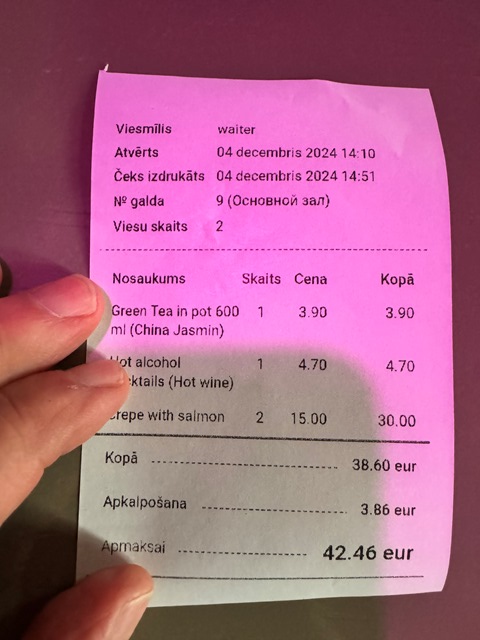 Viesmīlis waiter
Atvērts 04 decembris 2024 14:10
Čeks izdrukāts 04 decembris 2024 14:51
№ galda 9 (Основной зал)
Viesu skaits 2
Nosaukums Skaits Cena Kopā
Green Tea in pot 600 1 3.90 3.90
ml (China Jasmin)
Hot alcohol 1 4.70 4.70
(Hot wine)
with salmon 2 15.00 30.00
Kopā 38.60 eur
Apkalpošana 3.86 eur
Apmaksai 42.46 eur